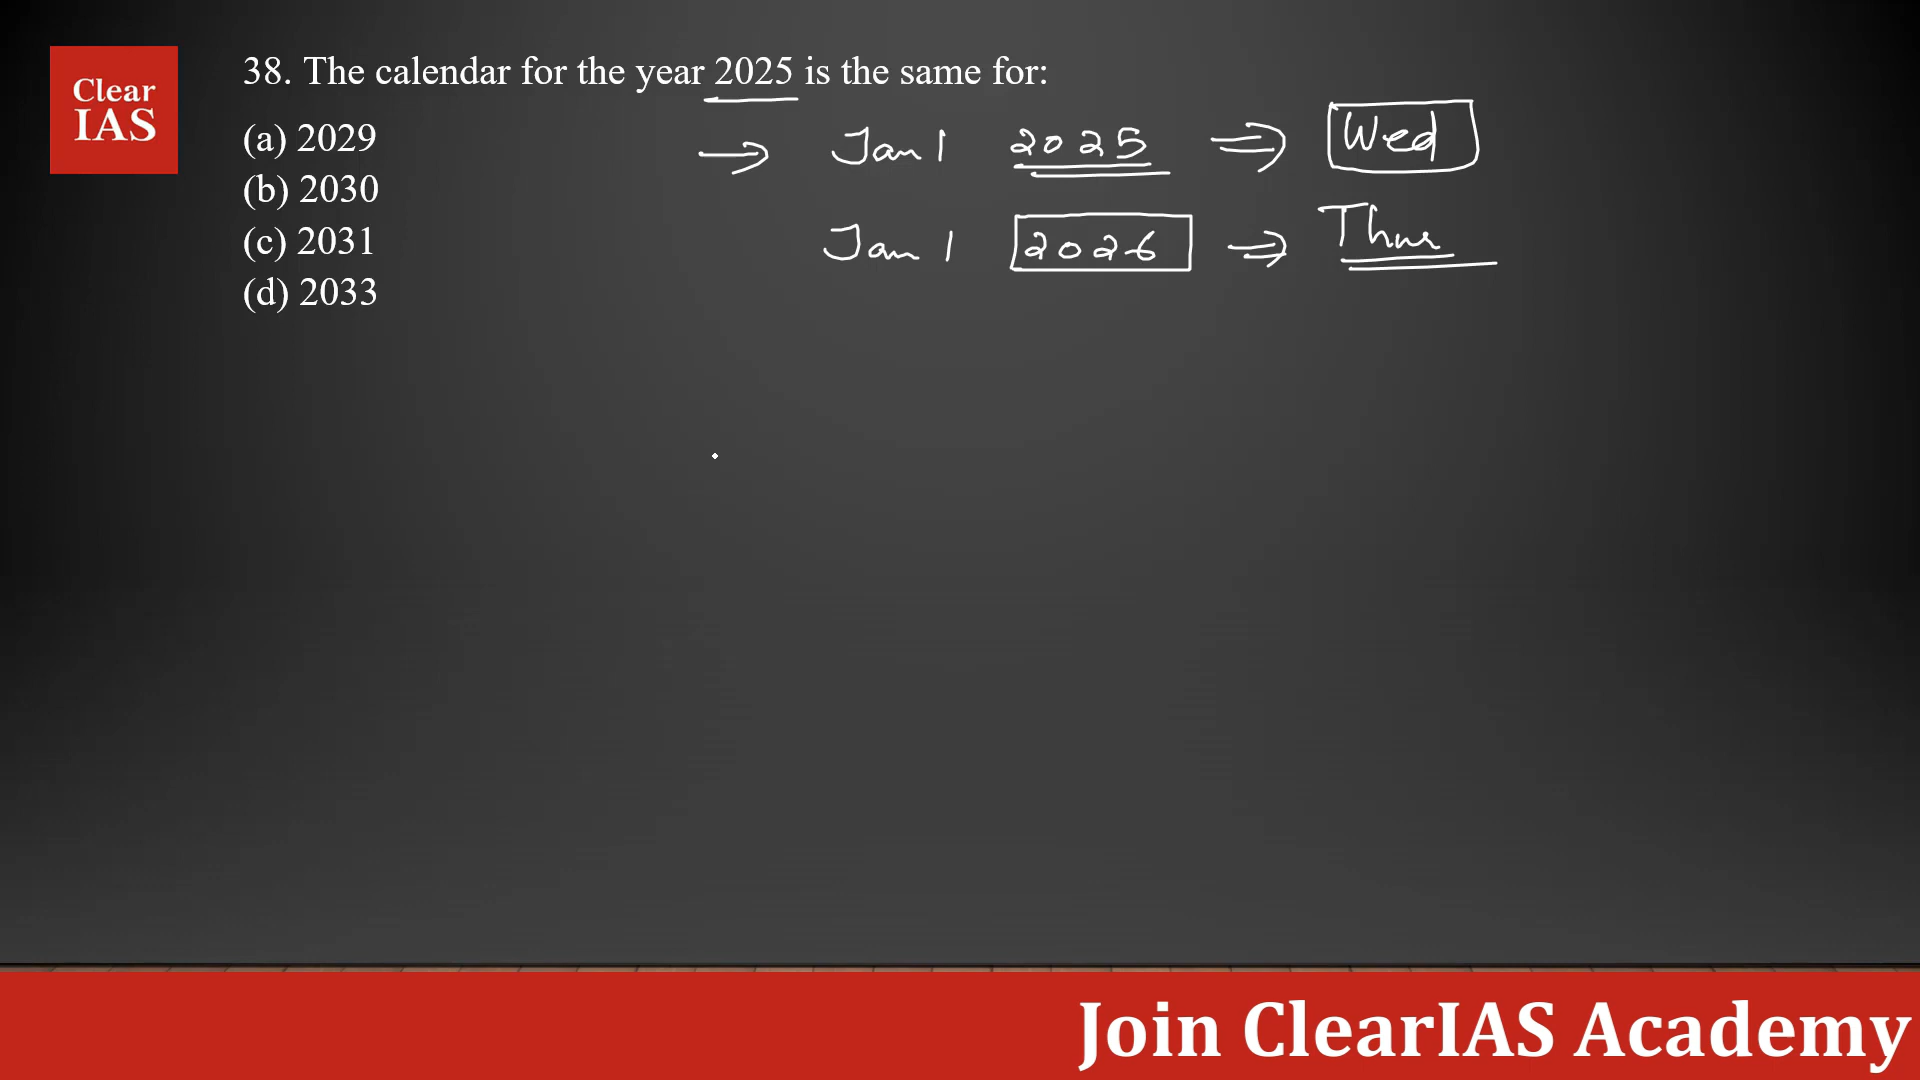 Clear
IAS
38. The calendar for the year 2025 is the same for:
(a) 2029
(b) 2030
(c) 2031
(d) 2033
Jan 1 2025 ⇒ Wed
Jan 1 2026 ⇒ Thur
Join ClearIAS Academy